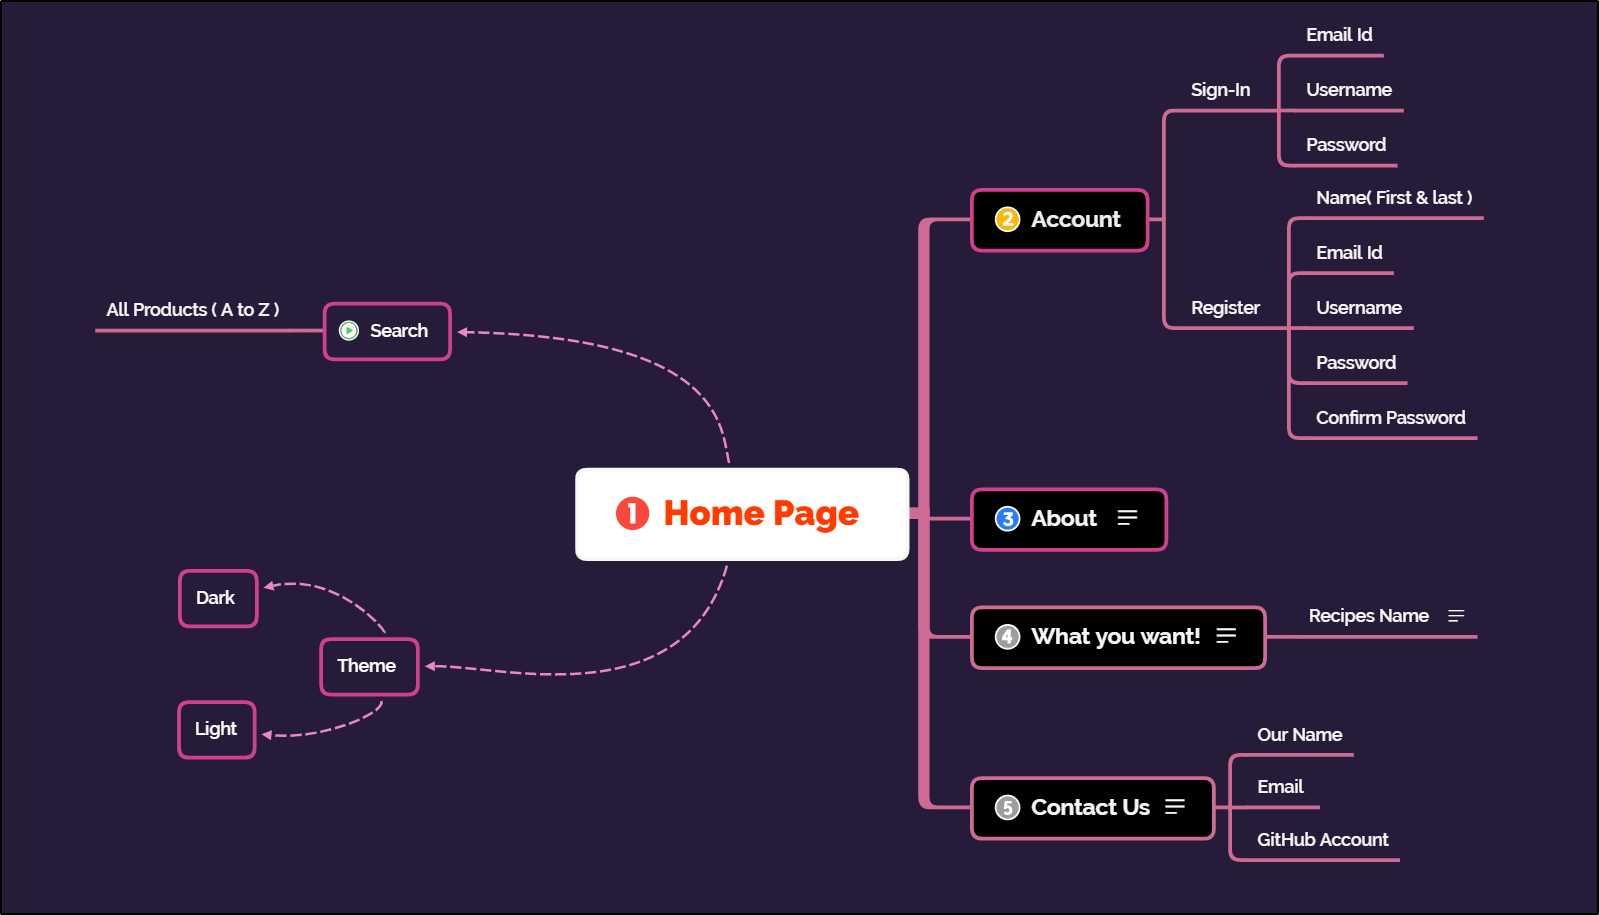 Email Id
Sign-In
Username
Password
Name( First & last )
2 Account
Email Id
Register
Username
Password
Confirm Password
All Products ( A to Z )
Search
1 Home Page
3 About
Dark
Theme
Light
4 What you want!
Recipes Name
Our Name
Email
5 Contact Us
GitHub Account